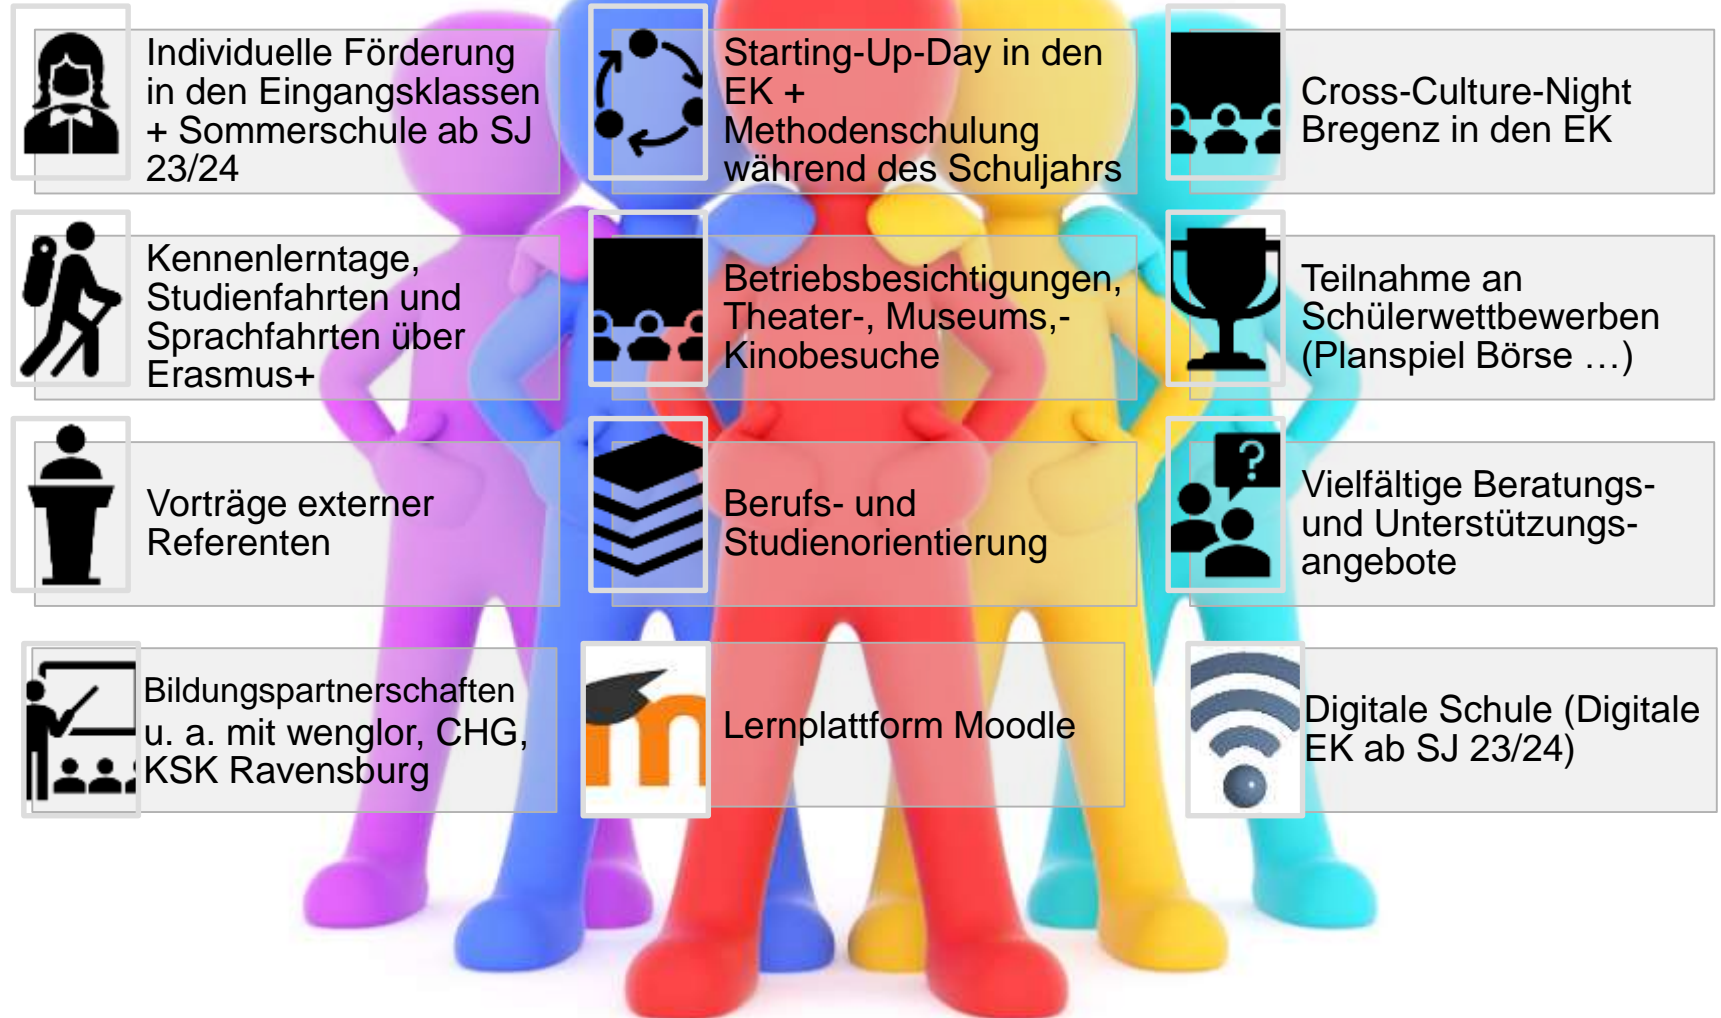 Individuelle Förderung
in den Eingangsklassen
+ Sommerschule ab SJ
23/24
Starting-Up-Day in den
EK +
Methodenschulung
während des Schuljahrs
Cross-Culture-Night
Bregenz in den EK
Kennenlerntage,
Studienfahrten und
Sprachfahrten über
Erasmus+
Betriebsbesichtigungen,
Theater-, Museums,-
Kinobesuche
Teilnahme an
Schülerwettbewerben
(Planspiel Börse …)
Vorträge externer
Referenten
Berufs- und
Studienorientierung
?
Vielfältige Beratungs-
und Unterstützungs-
angebote
Bildungspartnerschaften
u. a. mit wenglor, CHG,
KSK Ravensburg
m
Lernplattform Moodle
Digitale Schule (Digitale
EK ab SJ 23/24)